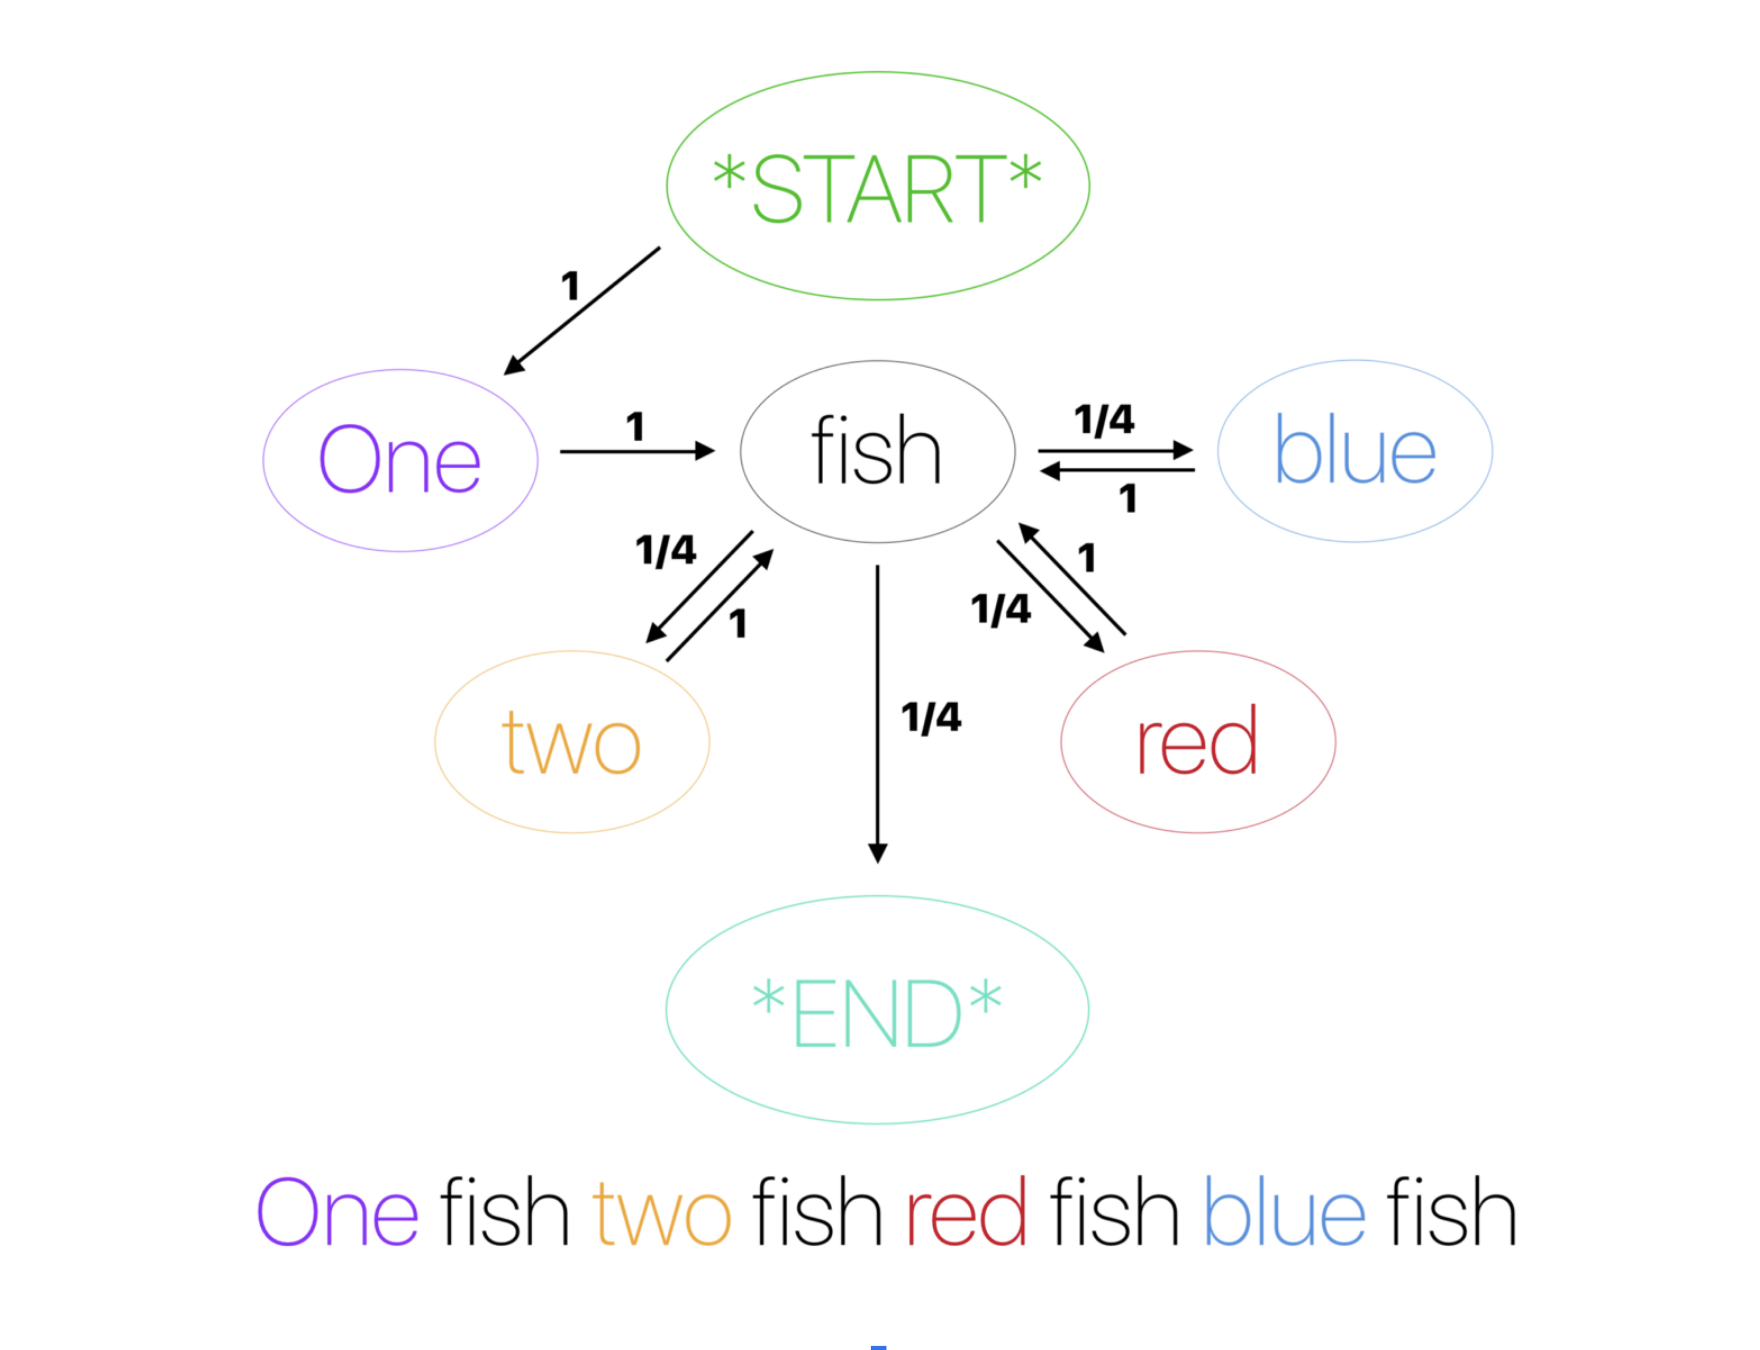 *START*
1
One
1
fish
1/4
1
blue
1/4
1
1
1/4
two
1/4
red
*END*
One fish two fish red fish blue fish